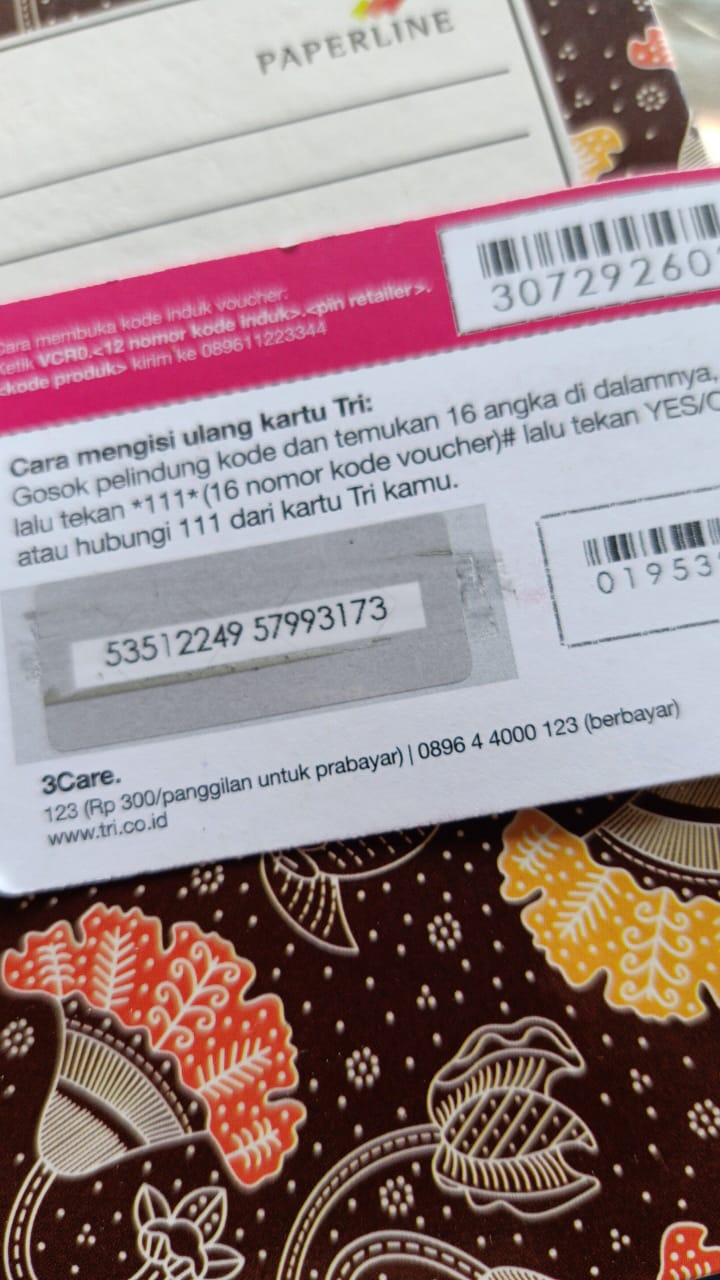 PAPERLINE
3072926
Cara membuka kode induk voucher:
Ketik VCR0.<12 nomor kode induk>.<pin retailer>.
<kode produk> kirim ke 089611223344
Cara mengisi ulang kartu Tri:
Gosok pelindung kode dan temukan 16 angka di dalamnya,
lalu tekan *111*(16 nomor kode voucher)# lalu tekan YES/
atau hubungi 111 dari kartu Tri kamu.
01953
53512249 57993173
3Care.
123 (Rp 300/panggilan untuk prabayar) | 0896 4 4000 123 (berbayar)
www.tri.co.id